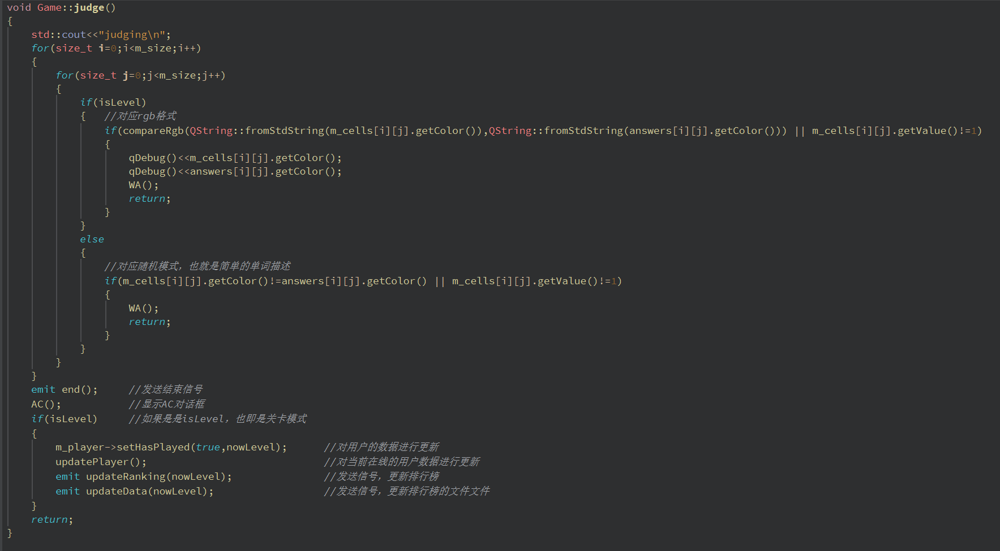 void Game::judge()
{
    std::cout<<"judging\n";
    for(size_t i=0;i<m_size;i++)
    {
        for(size_t j=0;j<m_size;j++)
        {
            if(isLevel)
            {   //对应rgb格式
                if(compareRgb(QString::fromStdString(m_cells[i][j].getColor()),QString::fromStdString(answers[i][j].getColor())) || m_cells[i][j].getValue()!=1)
                {
                    qDebug()<<m_cells[i][j].getColor();
                    qDebug()<<answers[i][j].getColor();
                    WA();
                    return;
                }
            }
            else
            {
                //对应随机模式，也就是简单的单词描述
                if(m_cells[i][j].getColor()!=answers[i][j].getColor() || m_cells[i][j].getValue()!=1)
                {
                    WA();
                    return;
                }
            }
        }
    }
    emit end();     //发送结束信号
    AC();           //显示AC对话框
    if(isLevel)     //如果是是isLevel，也即是关卡模式
    {
        m_player->setHasPlayed(true,nowLevel);      //对用户的数据进行更新
        updatePlayer();                             //对当前在线的用户数据进行更新
        emit updateRanking(nowLevel);               //发送信号，更新排行榜
        emit updateData(nowLevel);                  //发送信号，更新排行榜的文件文件
    }
    return;
}